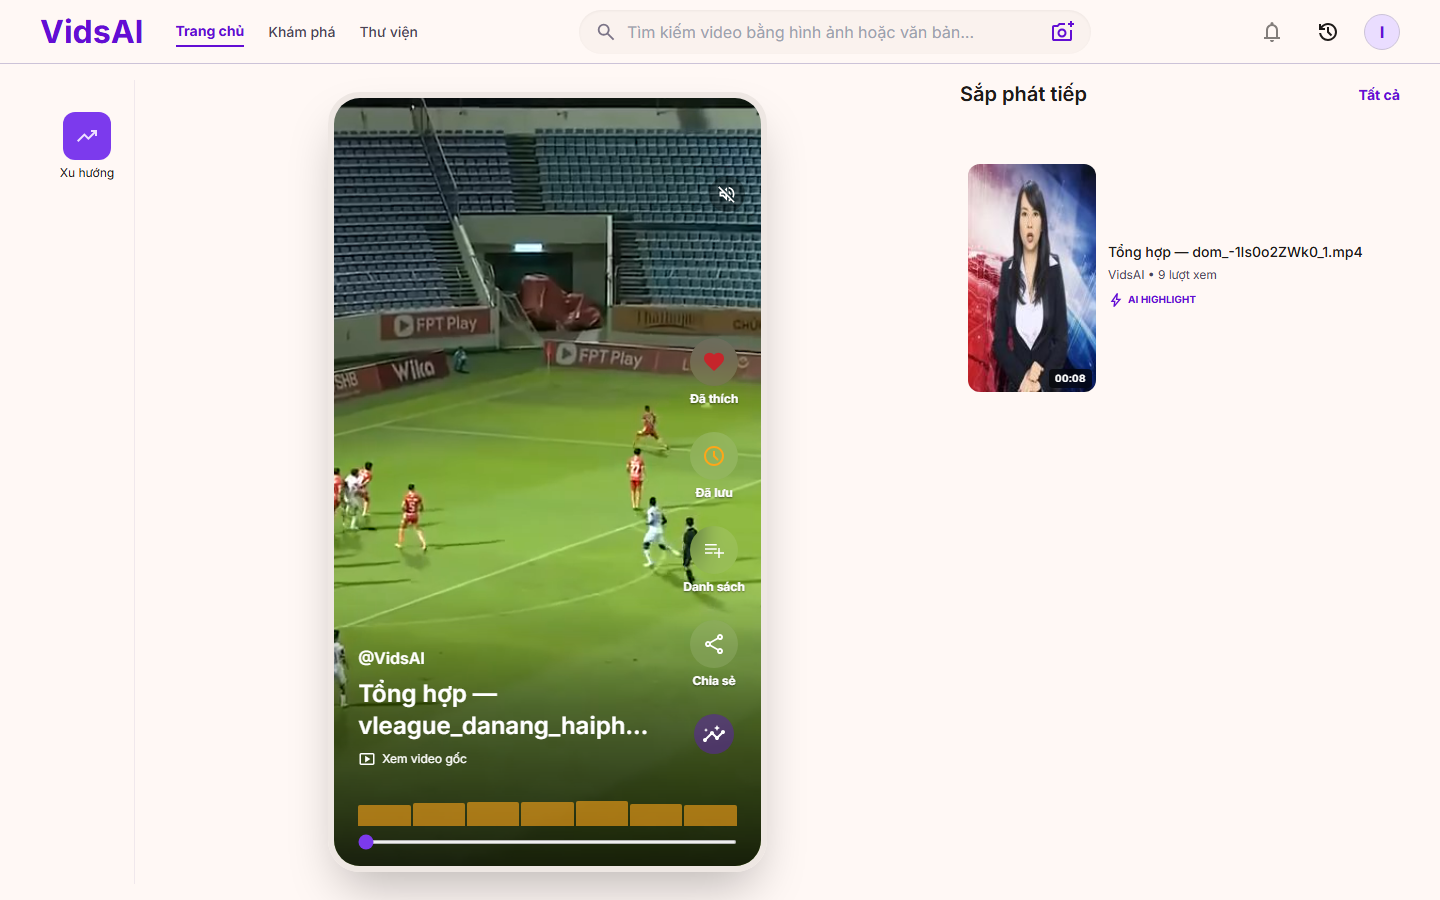 VidsAI
Trang chủ
Khám phá
Thư viện
Tìm kiếm video bằng hình ảnh hoặc văn bản...
I
Xu hướng
FPT Play
FPT Play
SHB
Wika
Đã thích
Đã lưu
Danh sách
Chia sẻ
@VidsAI
Tổng hợp —
vleague_danang_haiph...
Xem video gốc
Sắp phát tiếp
Tất cả
00:08
Tổng hợp — dom_-1ls0o2ZWk0_1.mp4
VidsAI • 9 lượt xem
AI HIGHLIGHT